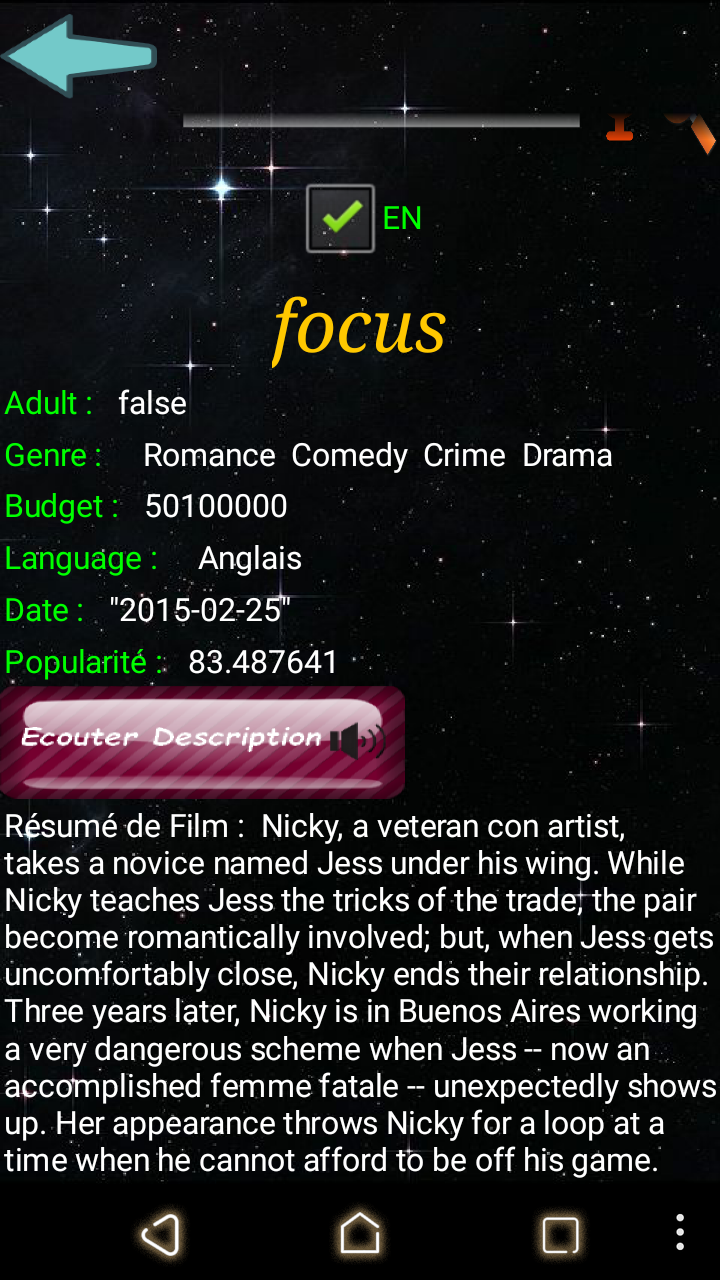 EN
focus
Adult : false
Genre : Romance Comedy Crime Drama
Budget : 50100000
Language : Anglais
Date : "2015-02-25"
Popularité : 83.487641
Ecouter Description
Résumé de Film : Nicky, a veteran con artist,
takes a novice named Jess under his wing. While
Nicky teaches Jess the tricks of the trade, the pair
become romantically involved; but, when Jess gets
uncomfortably close, Nicky ends their relationship.
Three years later, Nicky is in Buenos Aires working
a very dangerous scheme when Jess -- now an
accomplished femme fatale -- unexpectedly shows
up. Her appearance throws Nicky for a loop at a
time when he cannot afford to be off his game.